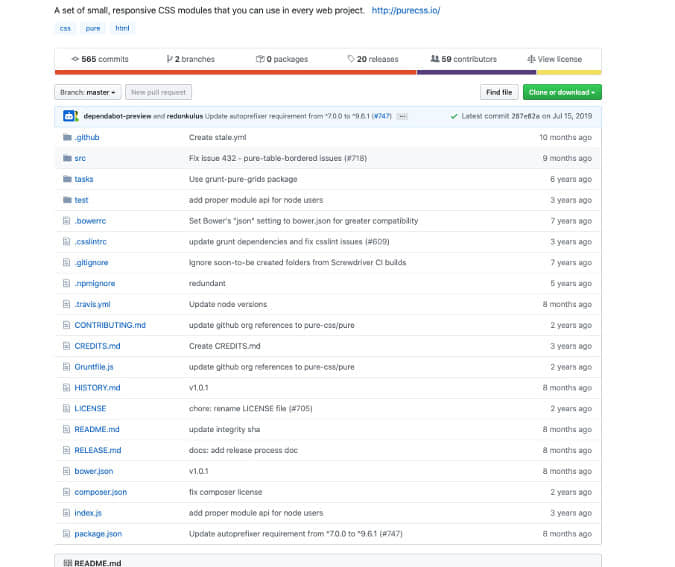 A set of small, responsive CSS modules that you can use in every web project. http://purecss.io/
css pure html
565 commits 2 branches 0 packages 20 releases 59 contributors View license
Branch: master New pull request Find file Clone or download
dependabot-preview and redonkulus Update autoprefixer requirement from ^7.0.0 to ^9.6.1 (#747) Latest commit 287e82a on Jul 15, 2019
.github Create stale.yml 10 months ago
src Fix issue 432 - pure-table-bordered issues (#718) 9 months ago
tasks Use grunt-pure-grids package 6 years ago
test add proper module api for node users 3 years ago
.bowerrc Set Bower's "json" setting to bower.json for greater compatibility 7 years ago
.csslintrc update grunt dependencies and fix csslint issues (#609) 3 years ago
.gitignore Ignore soon-to-be created folders from Screwdriver CI builds 7 years ago
.npmignore redundant 5 years ago
.travis.yml Update node versions 8 months ago
CONTRIBUTING.md update github org references to pure-css/pure 2 years ago
CREDITS.md Create CREDITS.md 3 years ago
Gruntfile.js update github org references to pure-css/pure 2 years ago
HISTORY.md v1.0.1 8 months ago
LICENSE chore: rename LICENSE file (#705) 2 years ago
README.md update integrity sha 8 months ago
RELEASE.md docs: add release process doc 8 months ago
bower.json v1.0.1 8 months ago
composer.json fix composer license 2 years ago
index.js add proper module api for node users 3 years ago
package.json Update autoprefixer requirement from ^7.0.0 to ^9.6.1 (#747) 8 months ago
README.md